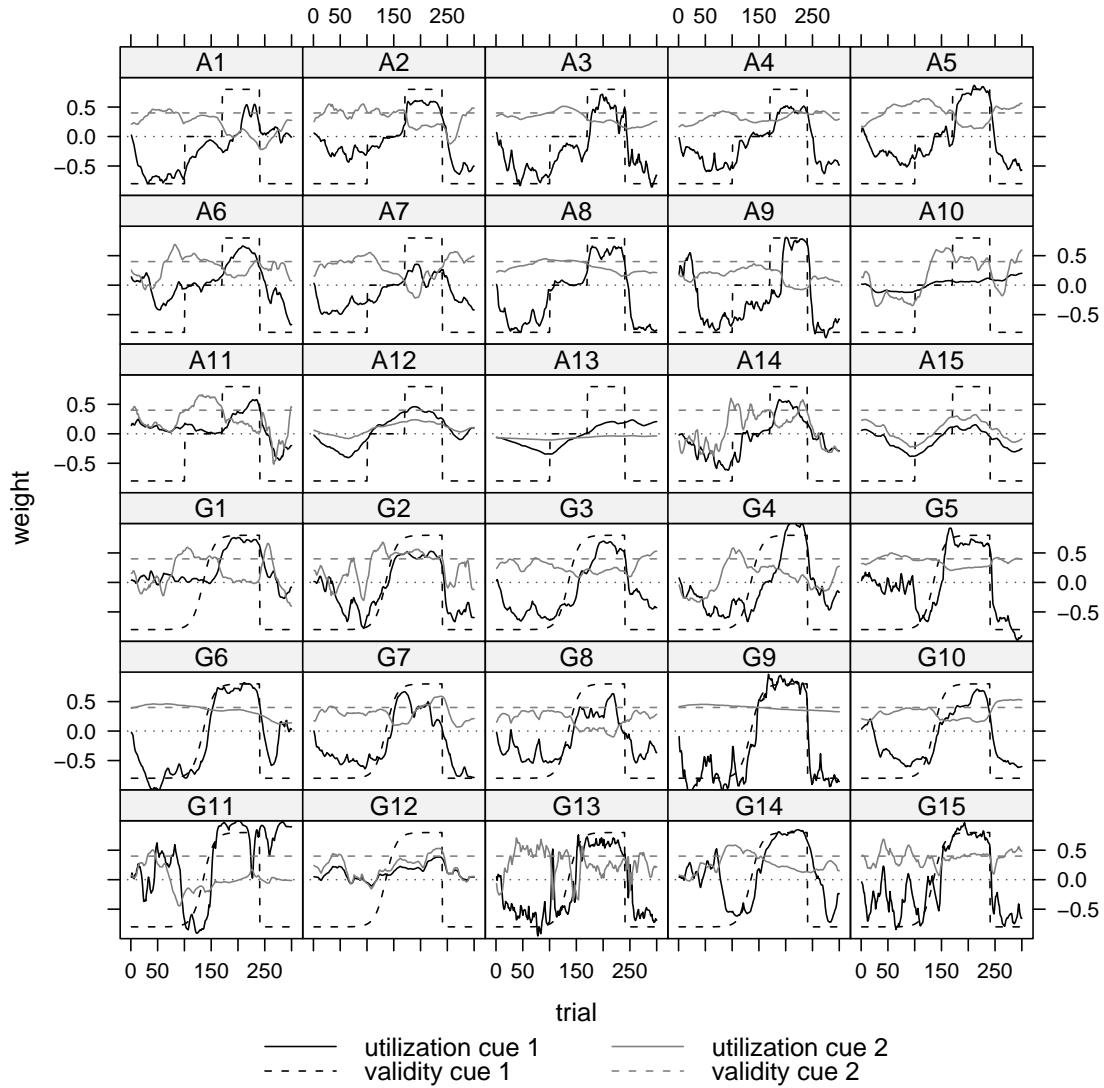 0 50 150 250 0 50 150 250
A1 A2 A3 A4 A5
0.5
0.0
−0.5
A6 A7 A8 A9 A10
0.5
0.0
−0.5
A11 A12 A13 A14 A15
0.5
0.0
−0.5
weight
G1 G2 G3 G4 G5
0.5
0.0
−0.5
G6 G7 G8 G9 G10
0.5
0.0
−0.5
G11 G12 G13 G14 G15
0.5
0.0
−0.5
0 50 150 250 0 50 150 250 0 50 150 250
trial
utilization cue 1 utilization cue 2
validity cue 1 validity cue 2